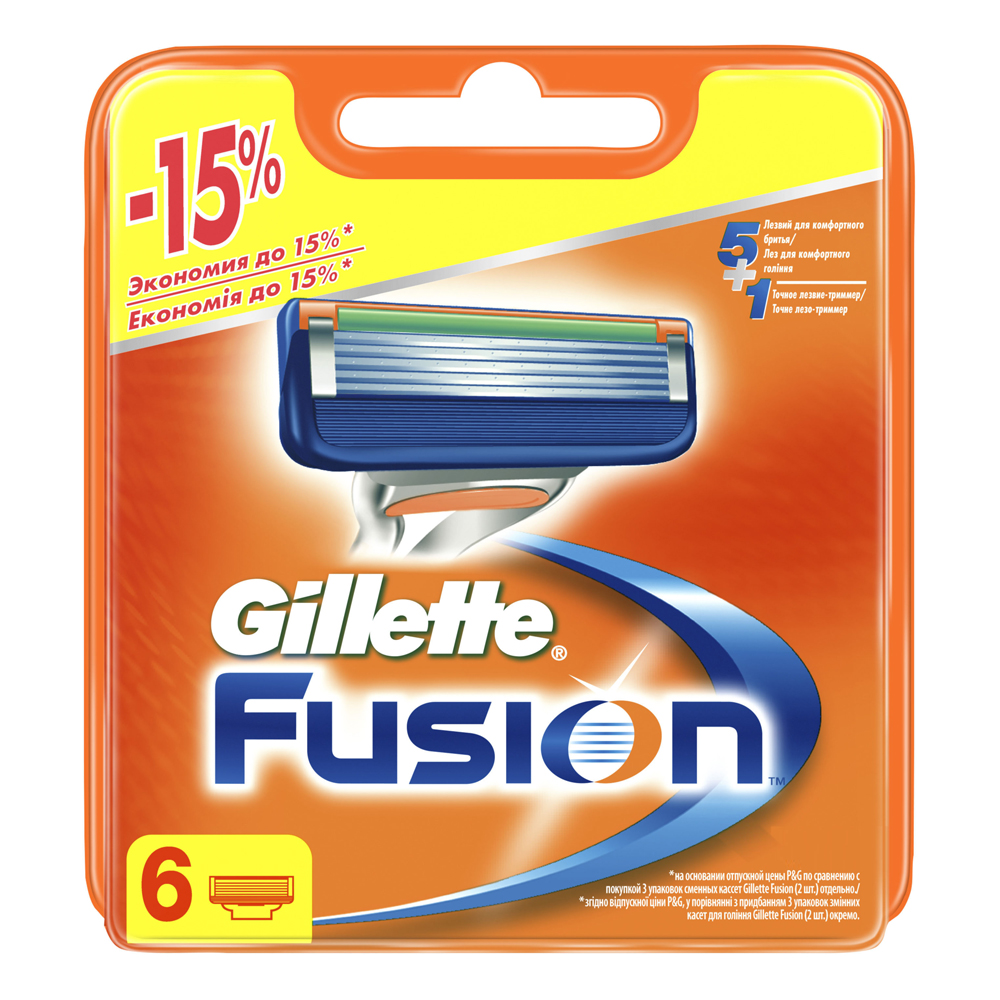 -15%
Экономия до 15%*
Економія до 15%*
5
Лезвий для комфортного
бритья/
Лез для комфортного
гоління
+1
Точное лезвие-триммер/
Точне лезо-триммер
Gillette®
Fusion™
6
*на основании отпускной цены P&G по сравнению с
покупкой 3 упаковок сменных кассет Gillette Fusion (2 шт.) отдельно./
*згідно відпускної ціни P&G, у порівнянні з придбанням 3 упаковок змінних
касет для гоління Gillette Fusion (2 шт.) окремо.